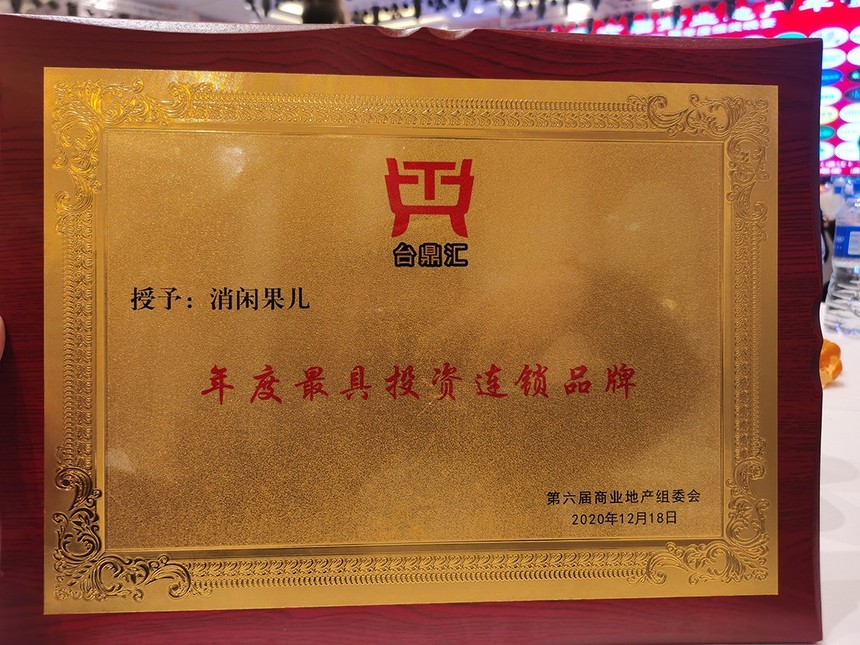 台鼎汇
授予：消闲果儿
年度最具投资连锁品牌
第六届商业地产组委会
2020年12月18日